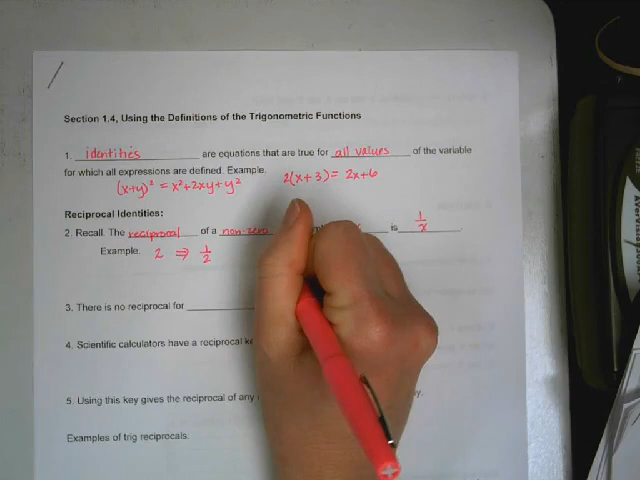 Section 1.4, Using the Definitions of the Trigonometric Functions
1. identities are equations that are true for all values of the variable
for which all expressions are defined. Example.
(x+y)² = x²+2xy+y² 2(x+3) = 2x+6
Reciprocal Identities:
2. Recall. The reciprocal of a non-zero is 1/x.
Example. 2 ⇒ 1/2
3. There is no reciprocal for
4. Scientific calculators have a reciprocal
5. Using this key gives the reciprocal of any
Examples of trig reciprocals: